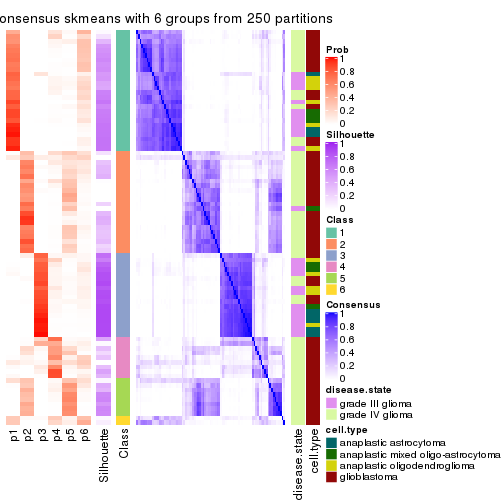 onsensus skmeans with 6 groups from 250 partitions
Prob
1
0.8
0.6
0.4
0.2
0
Silhouette
1
0.8
0.6
0.4
0.2
0
Class
1
2
3
4
5
6
Consensus
1
0.8
0.6
0.4
0.2
0
disease.state
grade III glioma
grade IV glioma
cell.type
anaplastic astrocytoma
anaplastic mixed oligo-astrocytoma
anaplastic oligodendroglioma
glioblastoma
p1
p2
p3
p4
p5
p6
Silhouette
Class
disease.state
cell.type